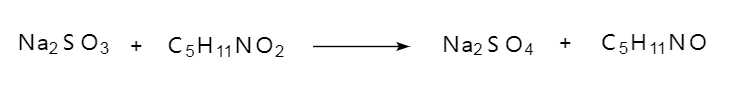 Na₂SO₃ + C₅H₁₁NO₂ ⟶ Na₂SO₄ + C₅H₁₁NO